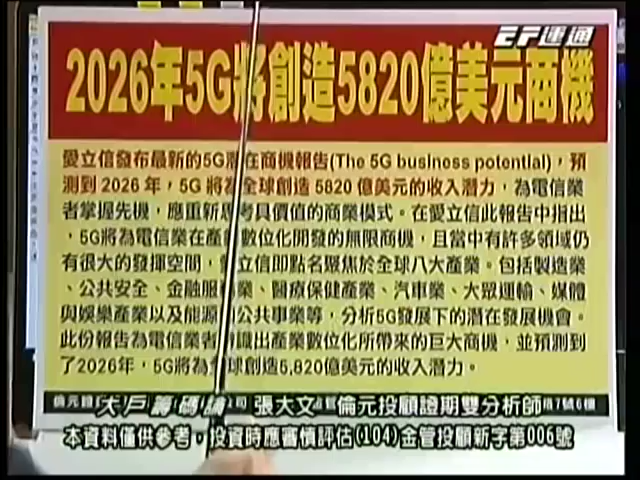 EF運通
2026年5G將創造5820億美元商機
愛立信發布最新的5G潛在商機報告(The 5G business potential)，預
測到 2026 年，5G 將為全球創造 5820 億美元的收入潛力，為電信業
者掌握先機，應重新思考具價值的商業模式。在愛立信此報告中指出
，5G將為電信業在產業數位化開發的無限商機，且當中有許多領域仍
有很大的發揮空間，愛立信即點名聚焦於全球八大產業。包括製造業
、公共安全、金融服務業、醫療保健產業、汽車業、大眾運輸、媒體
與娛樂產業以及能源和公共事業等，分析5G發展下的潛在發展機會。
此份報告為電信業者辨識出產業數位化所帶來的巨大商機，並預測到
了2026年，5G將為全球創造5,820億美元的收入潛力。
大戶籌碼論 張大文 倫元投顧證期雙分析師
本資料僅供參考，投資時應審慎評估(104)金管投顧新字第006號